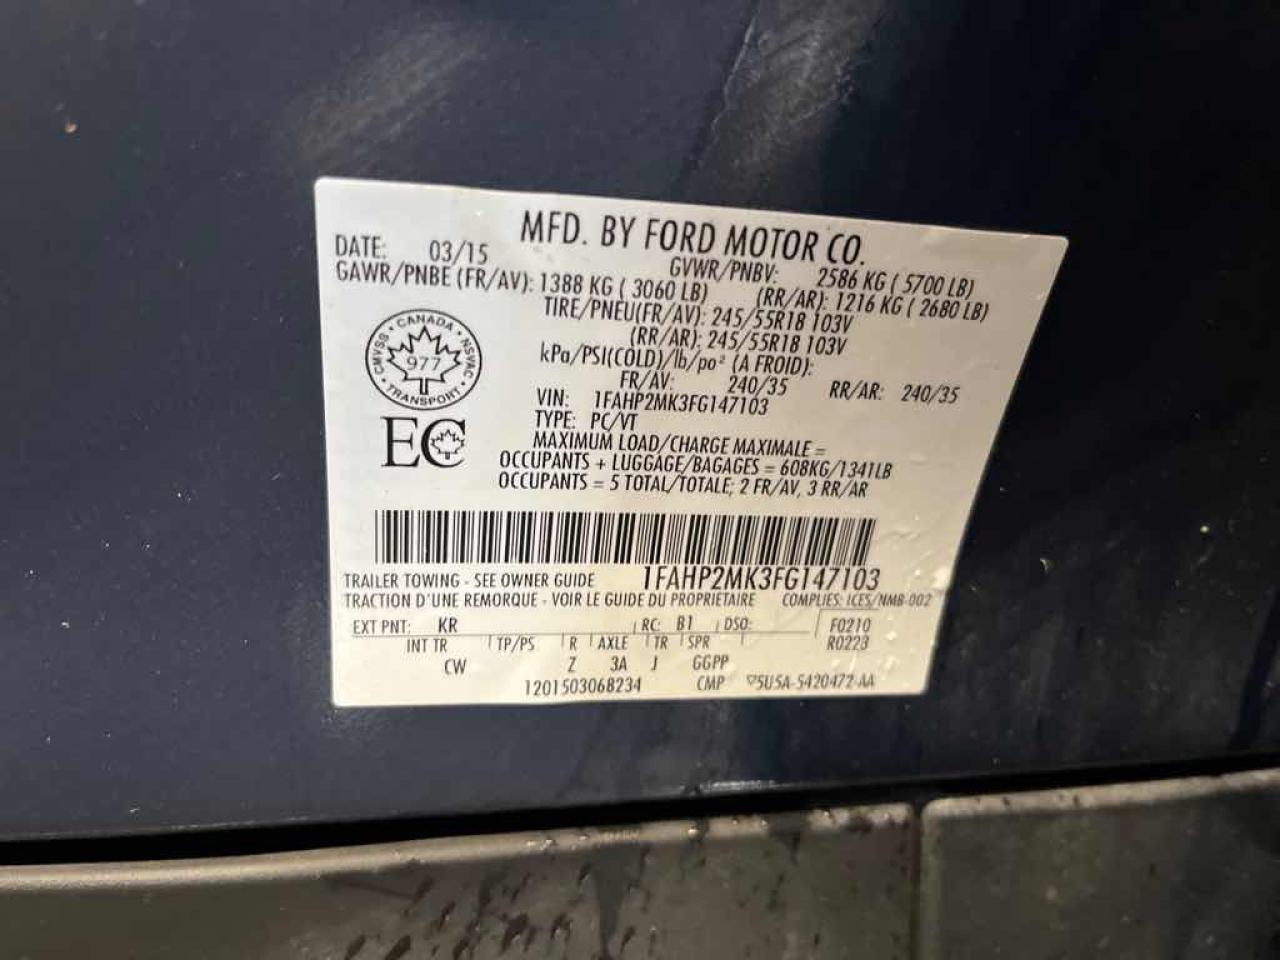 MFD. BY FORD MOTOR CO.
DATE: 03/15 GVWR/PNBV: 2586 KG ( 5700 LB)
GAWR/PNBE (FR/AV): 1388 KG ( 3060 LB) (RR/AR): 1216 KG ( 2680 LB)
TIRE/PNEU(FR/AV): 245/55R18 103V
(RR/AR): 245/55R18 103V
kPa/PSI(COLD)/lb/po² (A FROID):
FR/AV: 240/35 RR/AR: 240/35
VIN: 1FAHP2MK3FG147103
TYPE: PC/VT
MAXIMUM LOAD/CHARGE MAXIMALE =
OCCUPANTS + LUGGAGE/BAGAGES = 608KG/1341LB
OCCUPANTS = 5 TOTAL/TOTALE; 2 FR/AV, 3 RR/AR
CANADA
CMVSS 977 NSVAC
TRANSPORT
EC
1FAHP2MK3FG147103
TRAILER TOWING - SEE OWNER GUIDE
TRACTION D'UNE REMORQUE - VOIR LE GUIDE DU PROPRIETAIRE COMPLIES: ICES/NMB-002
EXT PNT: KR RC: B1 DSO: F0210
INT TR TP/PS R AXLE TR SPR R0223
CW Z 3A J GGPP
1201503068234 CMP 5U5A-5420472-AA